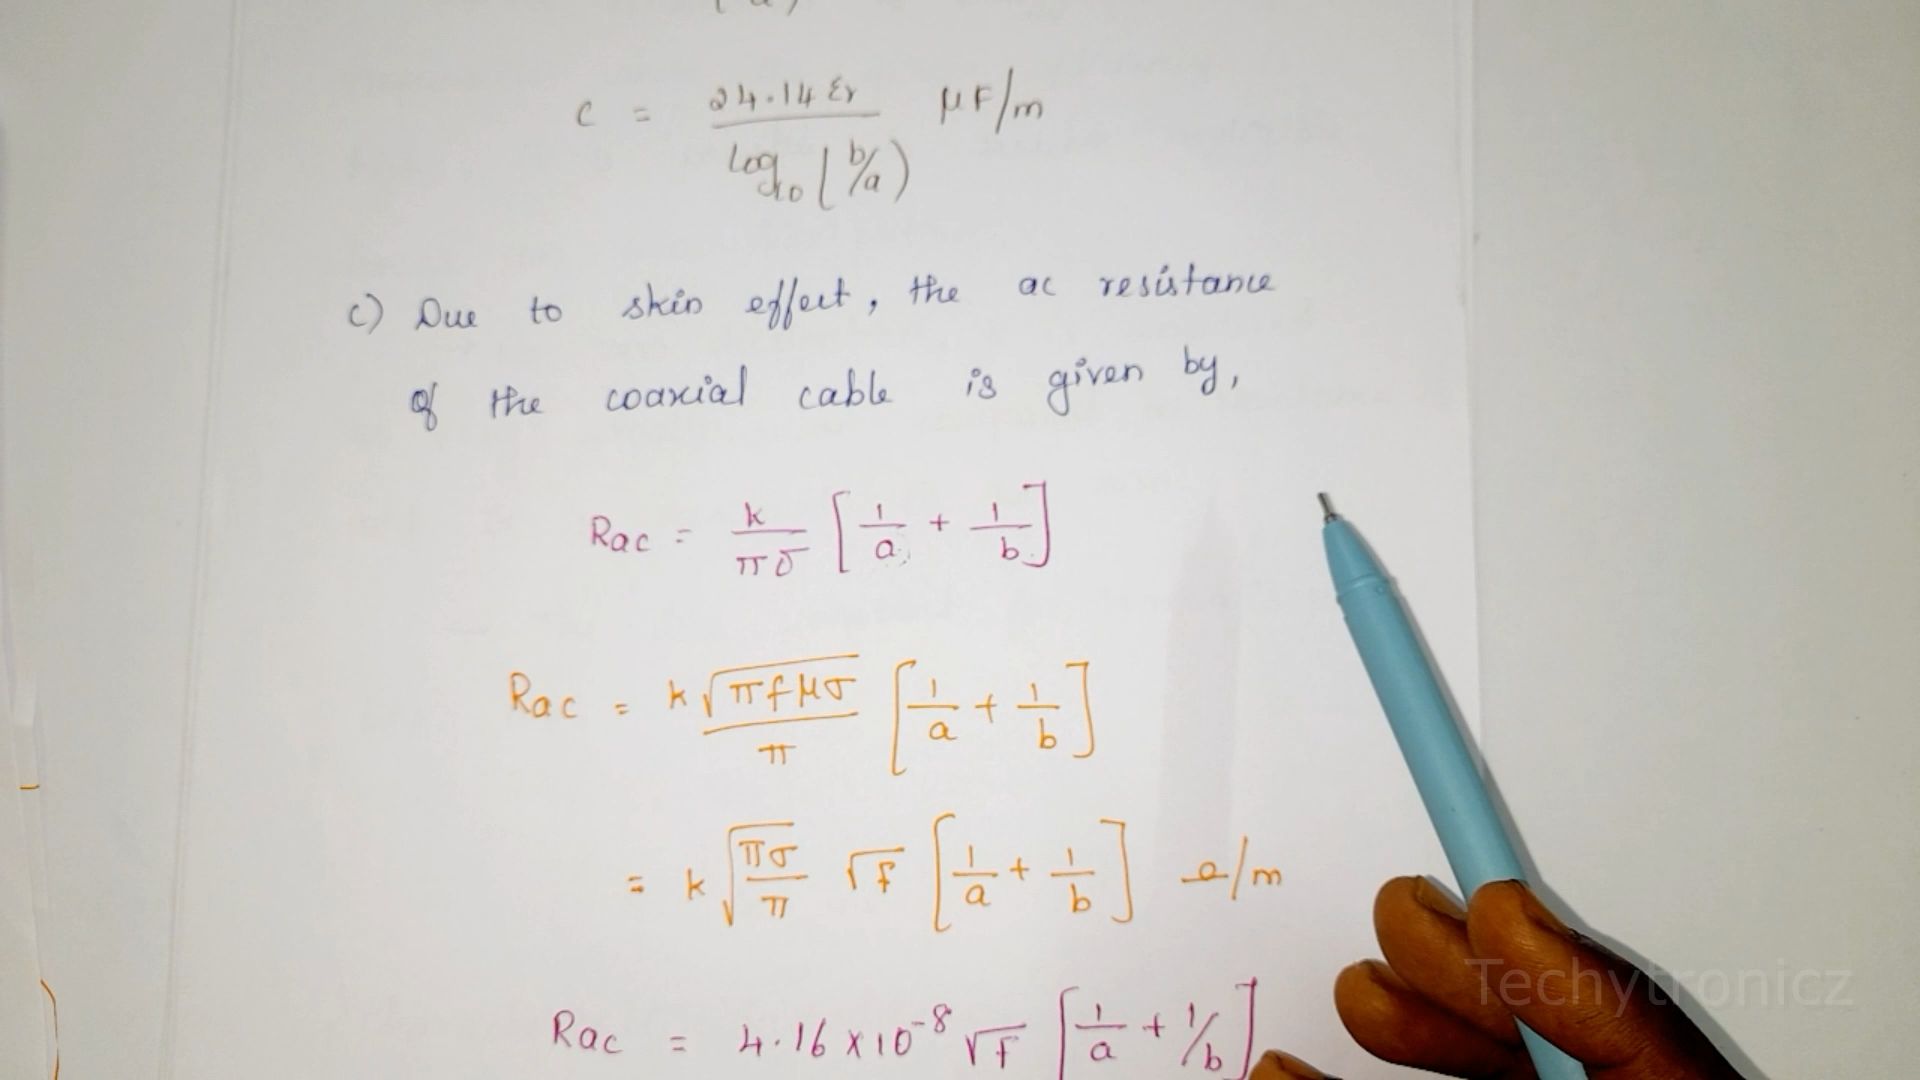 C = 24.14 εr / log10 (b/a) μF/m
c) Due to skin effect, the ac resistance
of the coaxial cable is given by,
Rac = k/πδ [1/a + 1/b]
Rac = k √πfμσ / π [1/a + 1/b]
= k √πσ/π √f [1/a + 1/b] Ω/m
Rac = 4.16 x 10^-8 √f [1/a + 1/b]
Techytronicz